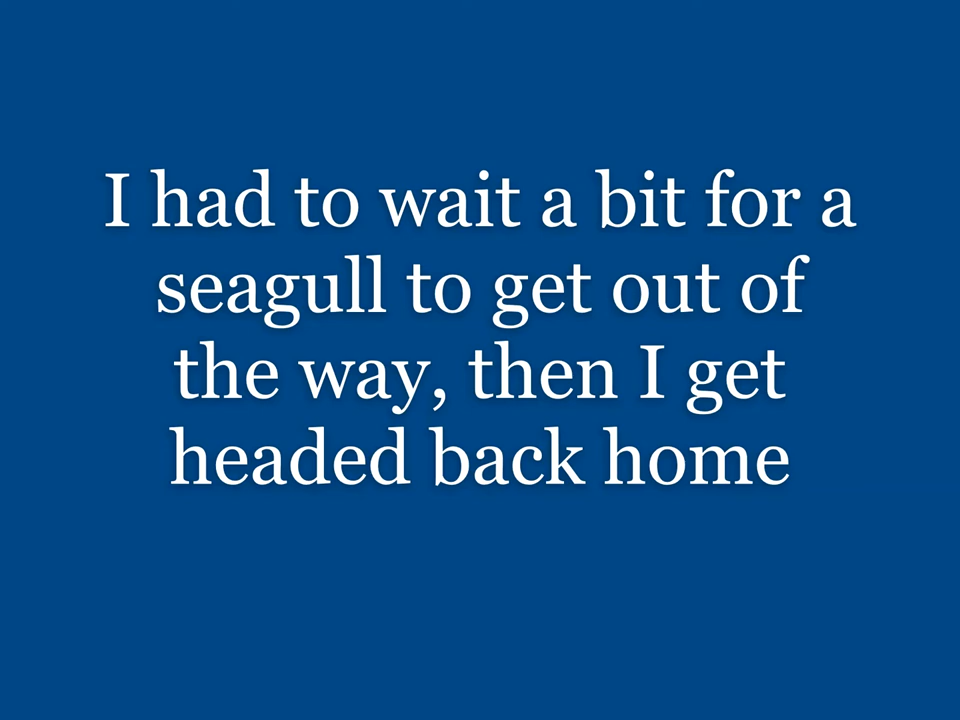 I had to wait a bit for a
seagull to get out of
the way, then I get
headed back home